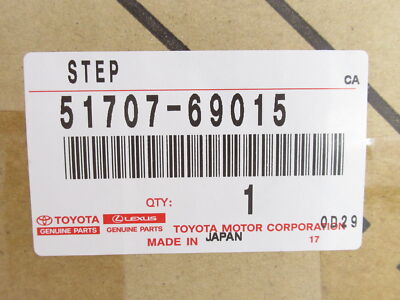 STEP
CA
51707-69015
QTY: 1
TOYOTA LEXUS TOYOTA MOTOR CORPORATION
GENUINE PARTS GENUINE PARTS MADE IN JAPAN 17
0D29